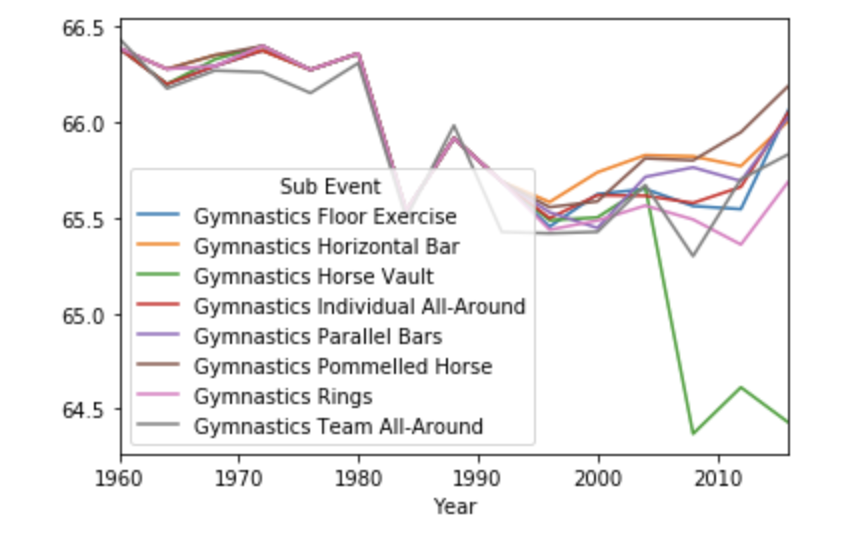 66.5
66.0
65.5
65.0
64.5
Sub Event
Gymnastics Floor Exercise
Gymnastics Horizontal Bar
Gymnastics Horse Vault
Gymnastics Individual All-Around
Gymnastics Parallel Bars
Gymnastics Pommelled Horse
Gymnastics Rings
Gymnastics Team All-Around
1960 1970 1980 1990 2000 2010
Year